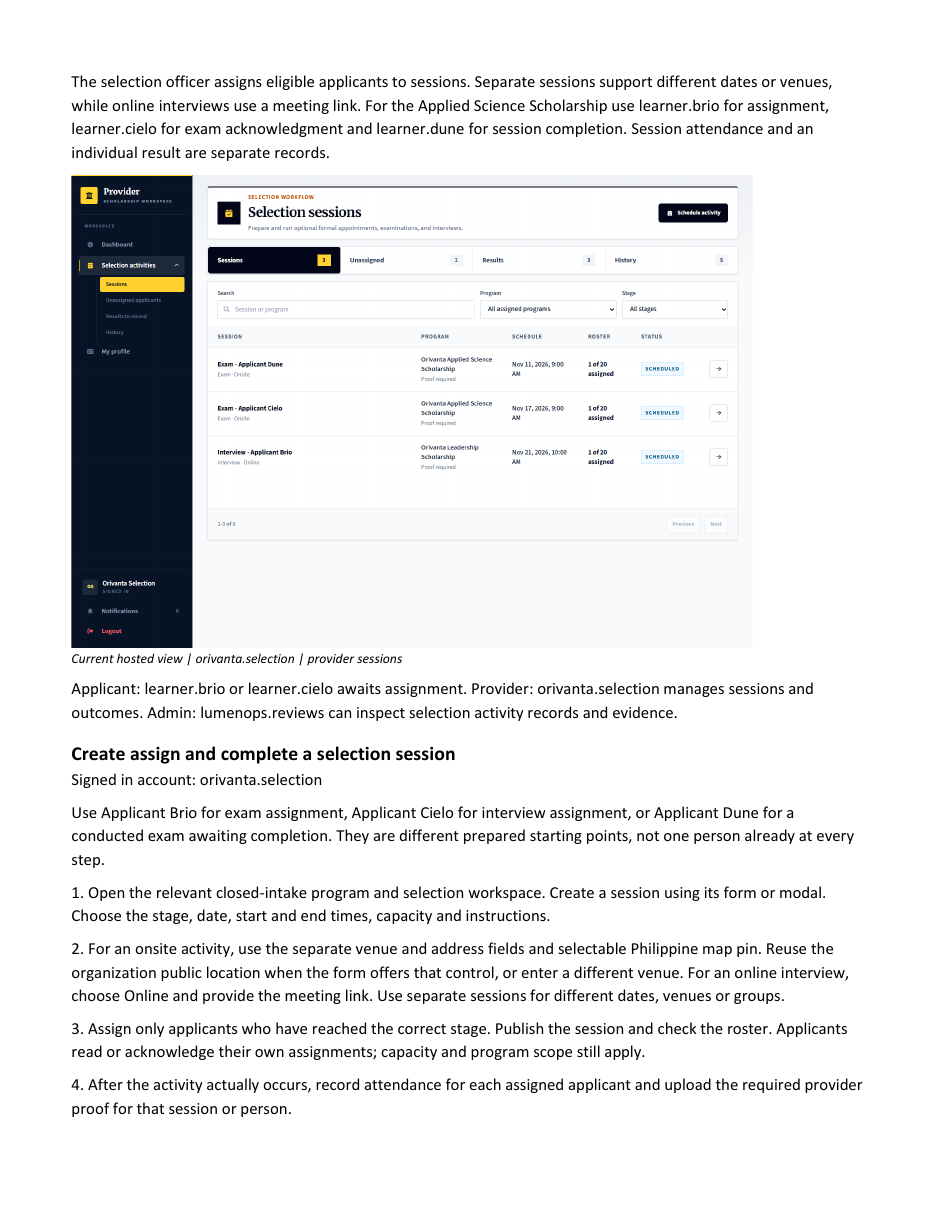 The selection officer assigns eligible applicants to sessions. Separate sessions support different dates or venues,
while online interviews use a meeting link. For the Applied Science Scholarship use learner.brio for assignment,
learner.cielo for exam acknowledgment and learner.dune for session completion. Session attendance and an
individual result are separate records.
Provider
SCHOLARSHIP WORKSPACE
WORKSPACE
Dashboard
Selection activities
Sessions
Unassigned applicants
Results to record
History
My profile
Orivanta Selection
SIGNED IN
Notifications 0
Logout
SELECTION WORKFLOW
Selection sessions
Prepare and run optional formal appointments, examinations, and interviews.
Schedule activity
Sessions 3
Unassigned
Results 3
History 5
Search
Session or program
Program
All assigned programs
Stage
All stages
SESSION PROGRAM SCHEDULE ROSTER STATUS
Exam - Applicant Dune
Exam · Onsite
Orivanta Applied Science
Scholarship
Proof required
Nov 11, 2026, 9:00
AM
1 of 20
assigned
SCHEDULED
Exam - Applicant Cielo
Exam · Onsite
Orivanta Applied Science
Scholarship
Proof required
Nov 17, 2026, 9:00
AM
1 of 20
assigned
SCHEDULED
Interview - Applicant Brio
Interview · Online
Orivanta Leadership
Scholarship
Proof required
Nov 21, 2026, 10:00
AM
1 of 20
assigned
SCHEDULED
1-3 of 3
Previous
Next
Current hosted view | orivanta.selection | provider sessions
Applicant: learner.brio or learner.cielo awaits assignment. Provider: orivanta.selection manages sessions and
outcomes. Admin: lumenops.reviews can inspect selection activity records and evidence.
Create assign and complete a selection session
Signed in account: orivanta.selection
Use Applicant Brio for exam assignment, Applicant Cielo for interview assignment, or Applicant Dune for a
conducted exam awaiting completion. They are different prepared starting points, not one person already at every
step.
1. Open the relevant closed-intake program and selection workspace. Create a session using its form or modal.
Choose the stage, date, start and end times, capacity and instructions.
2. For an onsite activity, use the separate venue and address fields and selectable Philippine map pin. Reuse the
organization public location when the form offers that control, or enter a different venue. For an online interview,
choose Online and provide the meeting link. Use separate sessions for different dates, venues or groups.
3. Assign only applicants who have reached the correct stage. Publish the session and check the roster. Applicants
read or acknowledge their own assignments; capacity and program scope still apply.
4. After the activity actually occurs, record attendance for each assigned applicant and upload the required provider
proof for that session or person.